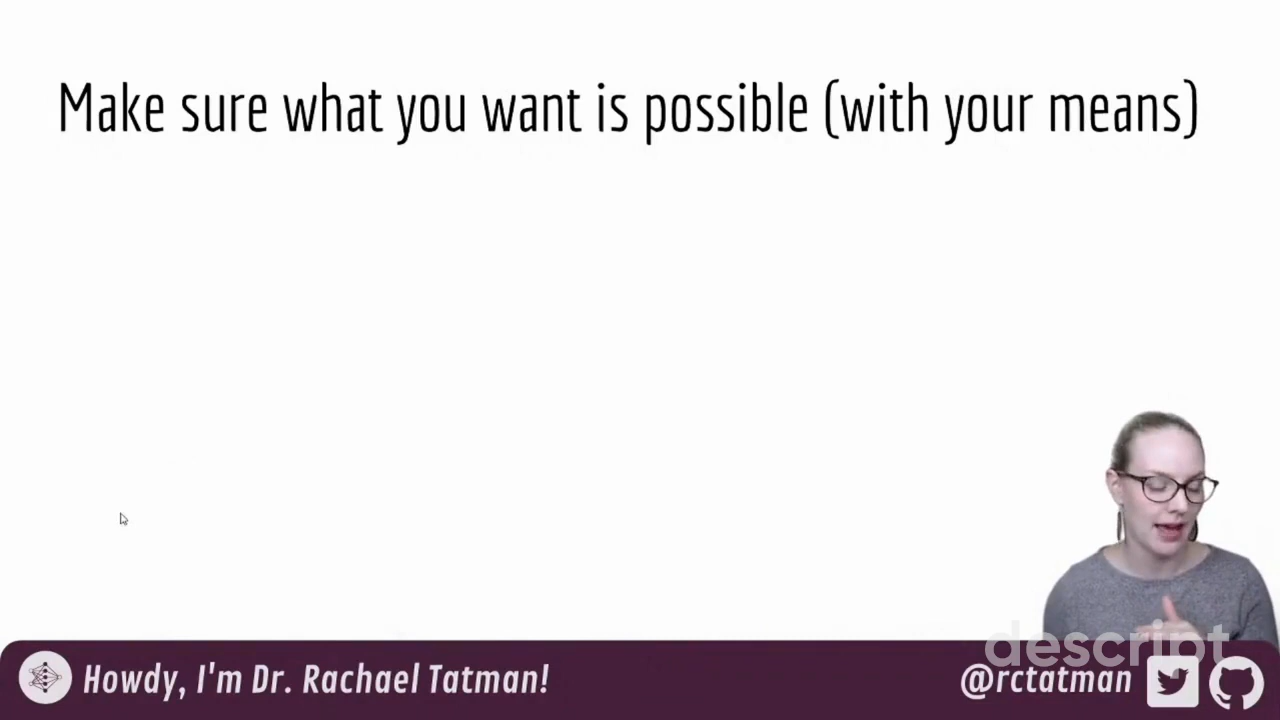 Make sure what you want is possible (with your means)
descript
Howdy, I'm Dr. Rachael Tatman!
@rctatman